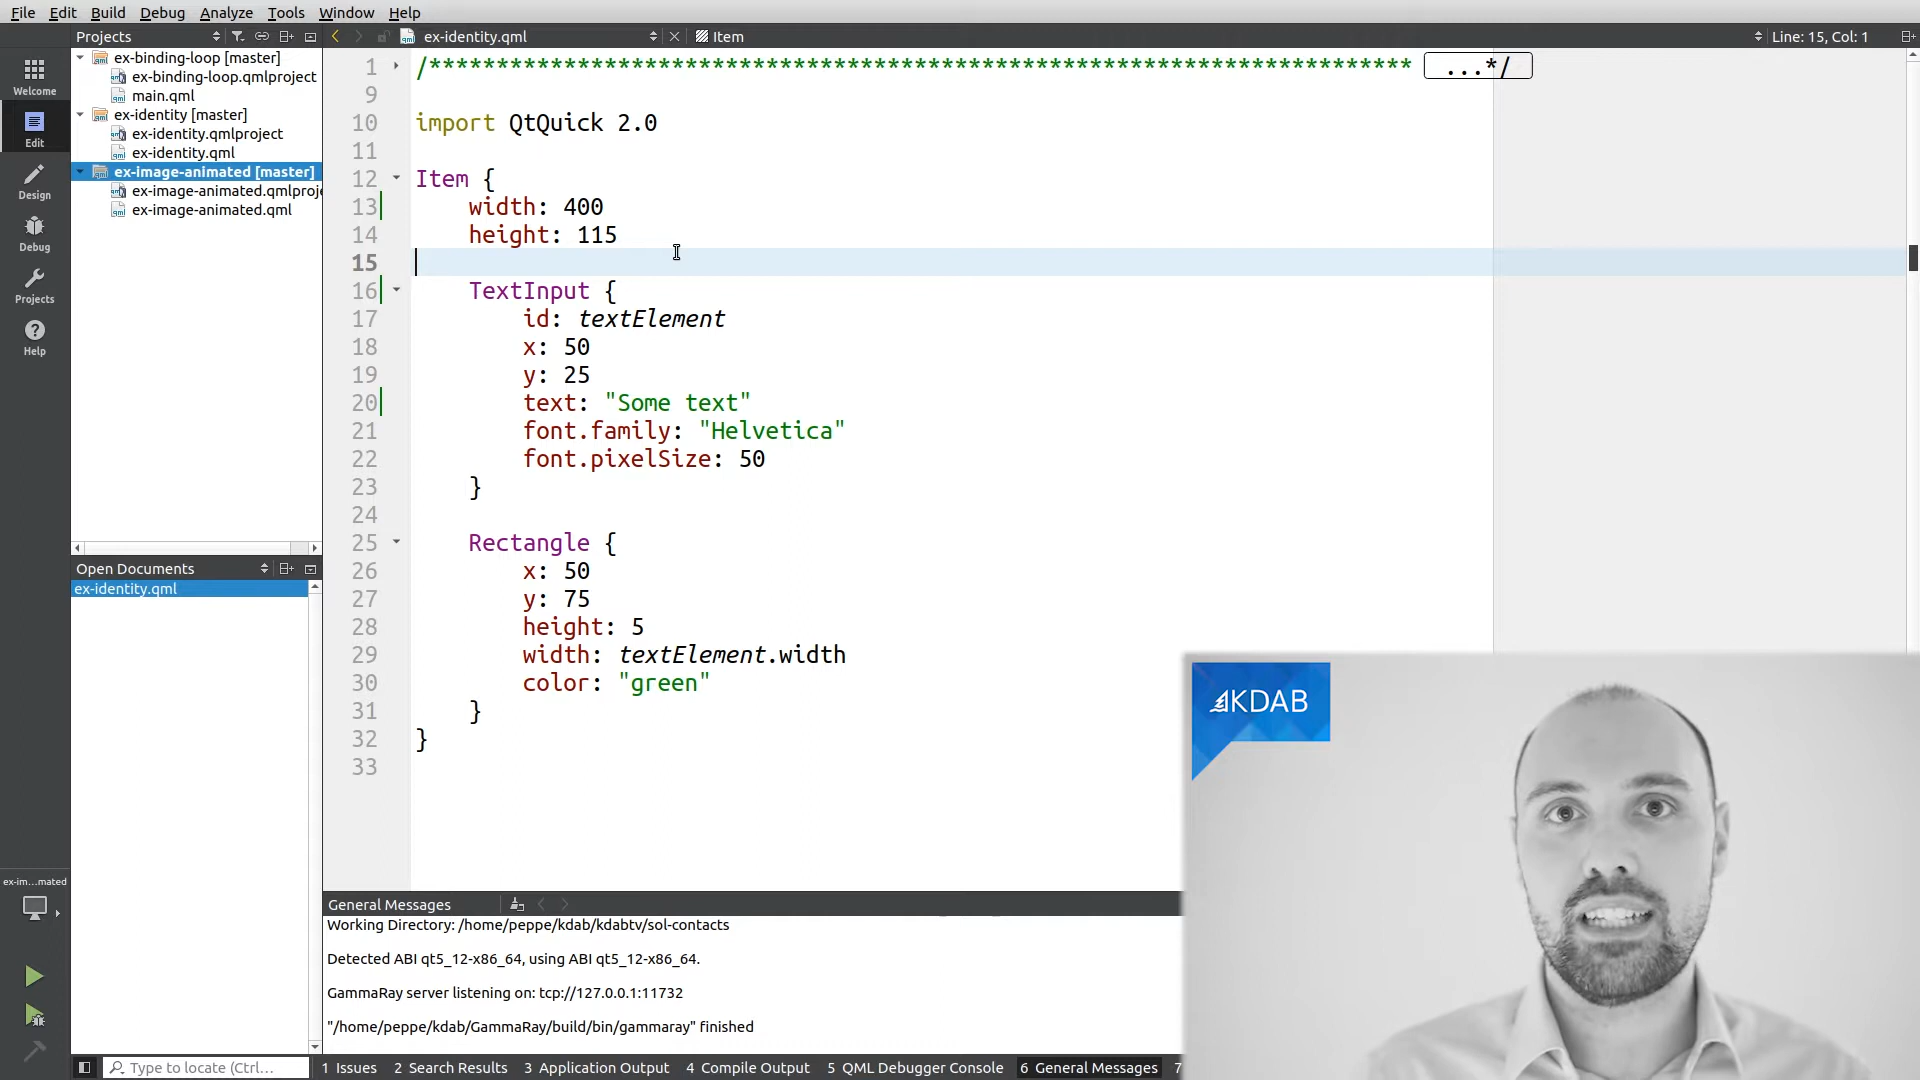 File Edit Build Debug Analyze Tools Window Help
Projects
ex-identity.qml
Item
Line: 15, Col: 1
Welcome
Edit
Design
Debug
Projects
Help
ex-binding-loop [master]
ex-binding-loop.qmlproject
main.qml
ex-identity [master]
ex-identity.qmlproject
ex-identity.qml
ex-image-animated [master]
ex-image-animated.qmlproje
ex-image-animated.qml
Open Documents
ex-identity.qml
1 /************************************************************************* ...*/
9
10 import QtQuick 2.0
11
12 Item {
13 width: 400
14 height: 115
15
16 TextInput {
17 id: textElement
18 x: 50
19 y: 25
20 text: "Some text"
21 font.family: "Helvetica"
22 font.pixelSize: 50
23 }
24
25 Rectangle {
26 x: 50
27 y: 75
28 height: 5
29 width: textElement.width
30 color: "green"
31 }
32 }
33
KDAB
ex-im...mated
General Messages
Working Directory: /home/peppe/kdab/kdabtv/sol-contacts
Detected ABI qt5_12-x86_64, using ABI qt5_12-x86_64.
GammaRay server listening on: tcp://127.0.0.1:11732
"/home/peppe/kdab/GammaRay/build/bin/gammaray" finished
Type to locate (Ctrl...
1 Issues 2 Search Results 3 Application Output 4 Compile Output 5 QML Debugger Console 6 General Messages 7